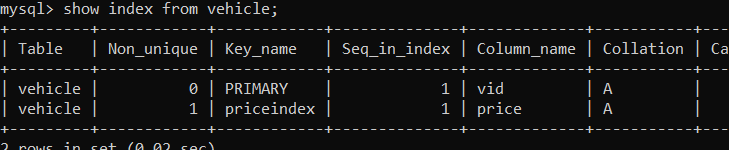 mysql> show index from vehicle;
+---------+------------+------------+--------------+-------------+-----------+---
| Table   | Non_unique | Key_name   | Seq_in_index | Column_name | Collation | Ca
+---------+------------+------------+--------------+-------------+-----------+---
| vehicle |          0 | PRIMARY    |            1 | vid         | A         |
| vehicle |          1 | priceindex |            1 | price       | A         |
+---------+------------+------------+--------------+-------------+-----------+---
2 rows in set (0.02 sec)